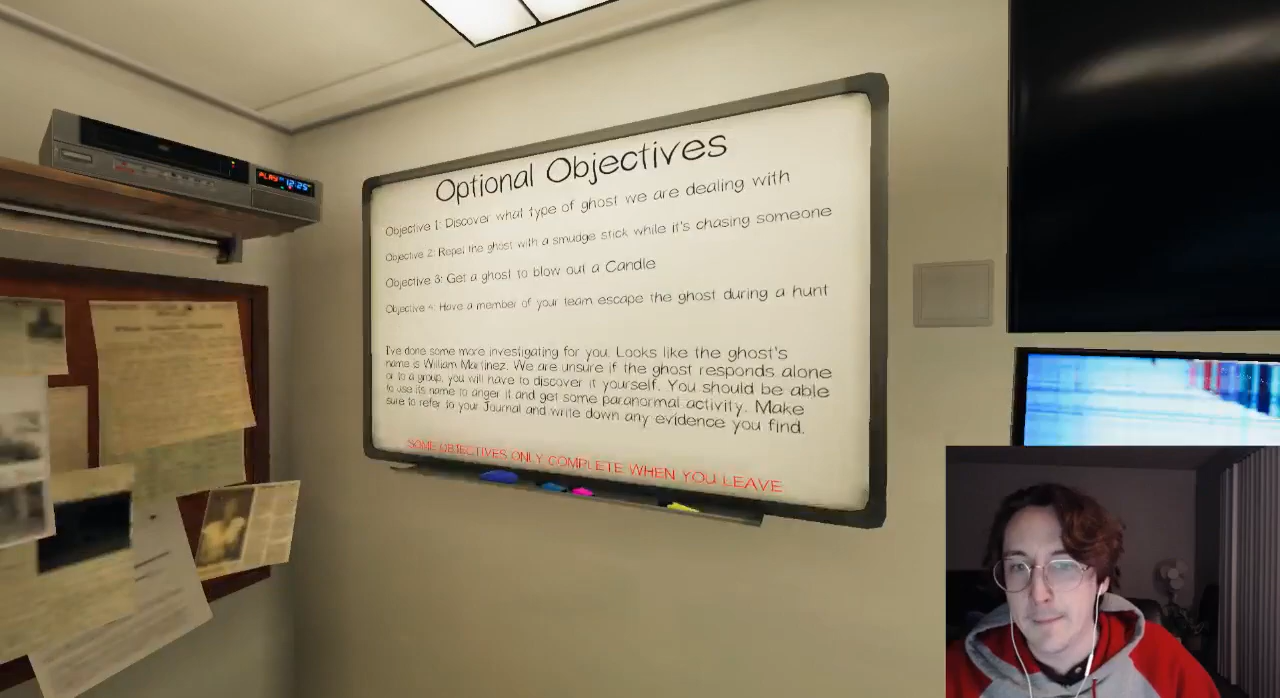 PLAY 12:25
Optional Objectives
Objective 1: Discover what type of ghost we are dealing with
Objective 2: Repel the ghost with a smudge stick while it's chasing someone
Objective 3: Get a ghost to blow out a Candle
Objective 4: Have a member of your team escape the ghost during a hunt
I've done some more investigating for you. Looks like the ghost's
name is William Martinez. We are unsure if the ghost responds alone
or to a group, you will have to discover it yourself. You should be able
to use its name to anger it and get some paranormal activity. Make
sure to refer to your Journal and write down any evidence you find.
SOME OBJECTIVES ONLY COMPLETE WHEN YOU LEAVE